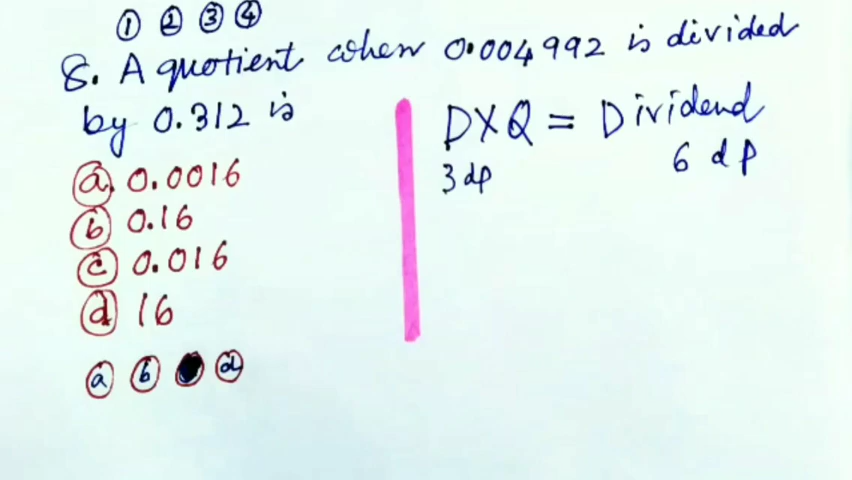 ① ② ③ ④
8. A quotient when 0.004992 is divided
by 0.312 is
ⓐ. 0.0016
ⓑ 0.16
ⓒ 0.016
ⓓ 16
ⓐ ⓑ ⓓ
D X Q = Dividend
3 dp 6 dp